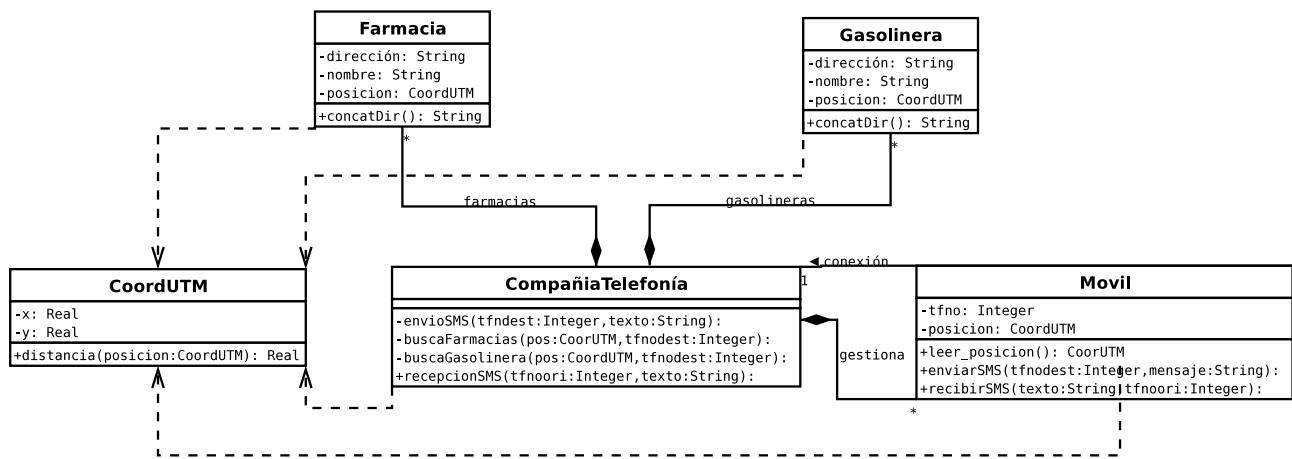 Farmacia
-dirección: String
-nombre: String
-posicion: CoordUTM
+concatDir(): String
*
Gasolinera
-dirección: String
-nombre: String
-posicion: CoordUTM
+concatDir(): String
*
farmacias
gasolineras
CoordUTM
-x: Real
-y: Real
+distancia(posicion:CoordUTM): Real
CompañiaTelefonía
-envioSMS(tfndest:Integer,texto:String):
-buscaFarmacias(pos:CoorUTM,tfnodest:Integer):
-buscaGasolinera(pos:CoordUTM,tfnodest:Integer):
+recepcionSMS(tfnoori:Integer,texto:String):
◄conexión
1
gestiona
*
Movil
-tfno: Integer
-posicion: CoordUTM
+leer_posicion(): CoorUTM
+enviarSMS(tfnodest:Integer,mensaje:String):
+recibirSMS(texto:String,tfnoori:Integer):